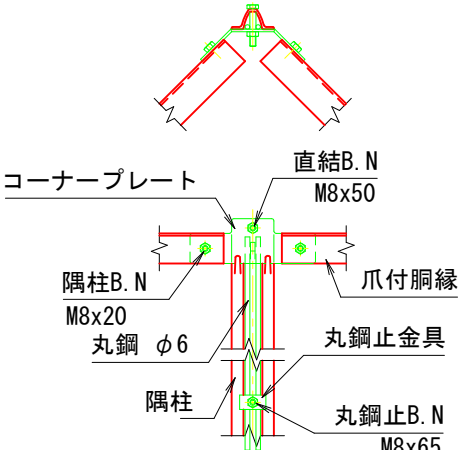 直結B.N
M8x50
コーナープレート
隅柱B.N
M8x20
爪付胴縁
丸鋼 φ6
丸鋼止金具
隅柱
丸鋼止B.N
M8x65